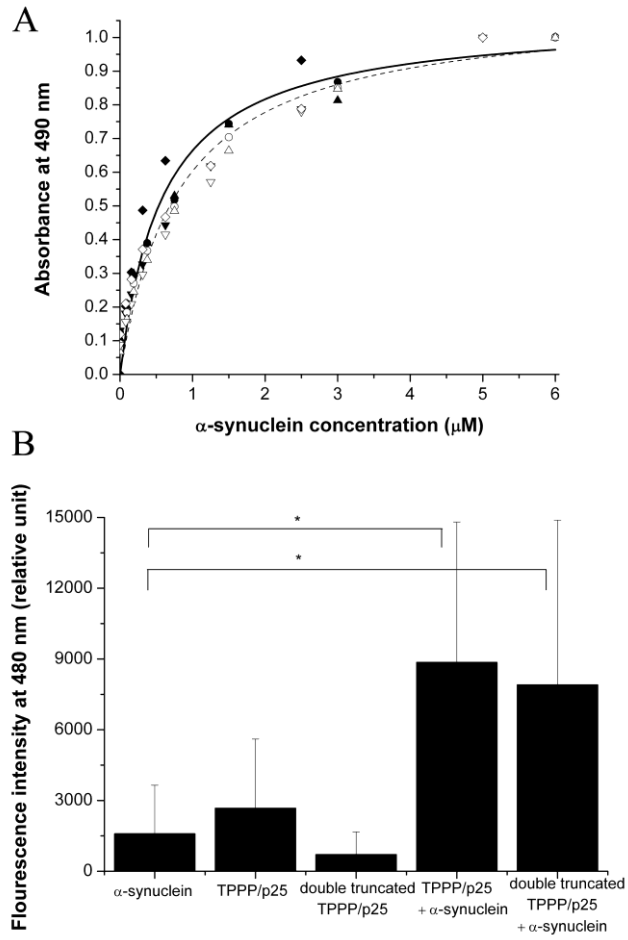 A
1.0
0.9
0.8
0.7
0.6
0.5
0.4
0.3
0.2
0.1
0.0
Absorbance at 490 nm
0 1 2 3 4 5 6
α-synuclein concentration (μM)
B
15000
12000
9000
6000
3000
0
Flourescence intensity at 480 nm (relative unit)
*
*
α-synuclein
TPPP/p25
double truncated
TPPP/p25
TPPP/p25
+ α-synuclein
double truncated
TPPP/p25
+ α-synuclein